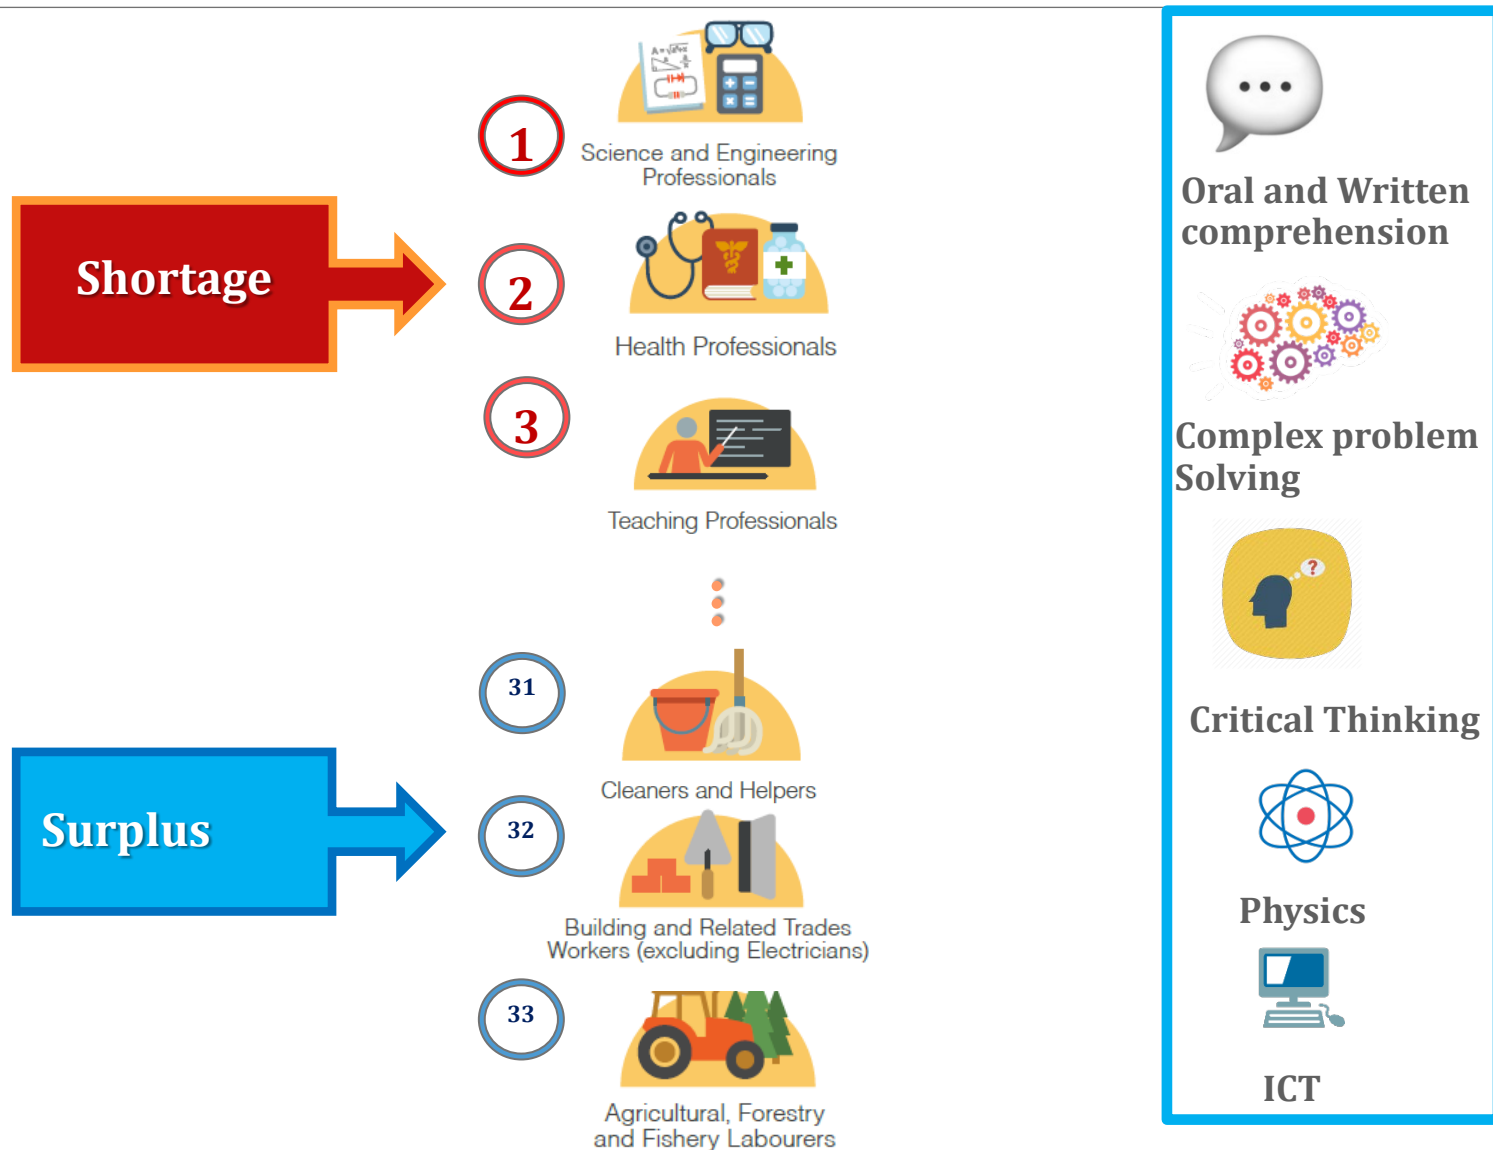 Shortage
1
Science and Engineering
Professionals
2
Health Professionals
3
Teaching Professionals
Surplus
31
Cleaners and Helpers
32
Building and Related Trades
Workers (excluding Electricians)
33
Agricultural, Forestry
and Fishery Labourers
Oral and Written
comprehension
Complex problem
Solving
?
Critical Thinking
Physics
ICT